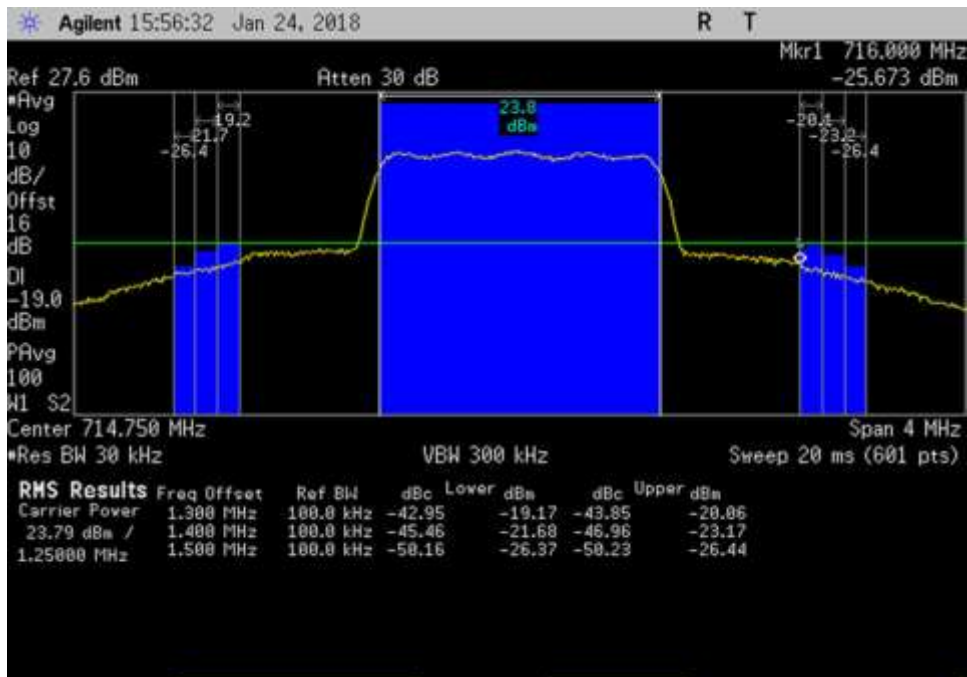 Agilent 15:56:32 Jan 24, 2018 R T
Mkr1 716.000 MHz
Ref 27.6 dBm Atten 30 dB -25.673 dBm
*Avg
Log
10
dB/
Offst
16
dB
DI
-19.0
dBm
PAvg
100
W1 S2
23.8
dBm
-19.2
-21.7
-26.4
-20.1
-23.2
-26.4
Center 714.750 MHz Span 4 MHz
*Res BW 30 kHz VBW 300 kHz Sweep 20 ms (601 pts)
RMS Results Freq Offset Ref BW dBc Lower dBm dBc Upper dBm
Carrier Power 1.300 MHz 100.0 kHz -42.95 -19.17 -43.85 -20.06
23.79 dBm / 1.400 MHz 100.0 kHz -45.46 -21.68 -46.96 -23.17
1.25000 MHz 1.500 MHz 100.0 kHz -50.16 -26.37 -50.23 -26.44